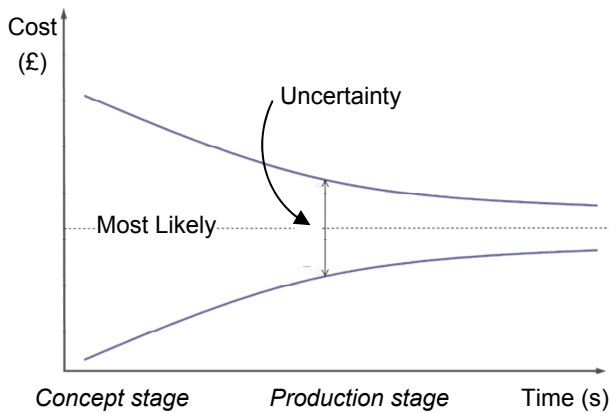 Cost
(£)
Uncertainty
Most Likely
Concept stage
Production stage
Time (s)